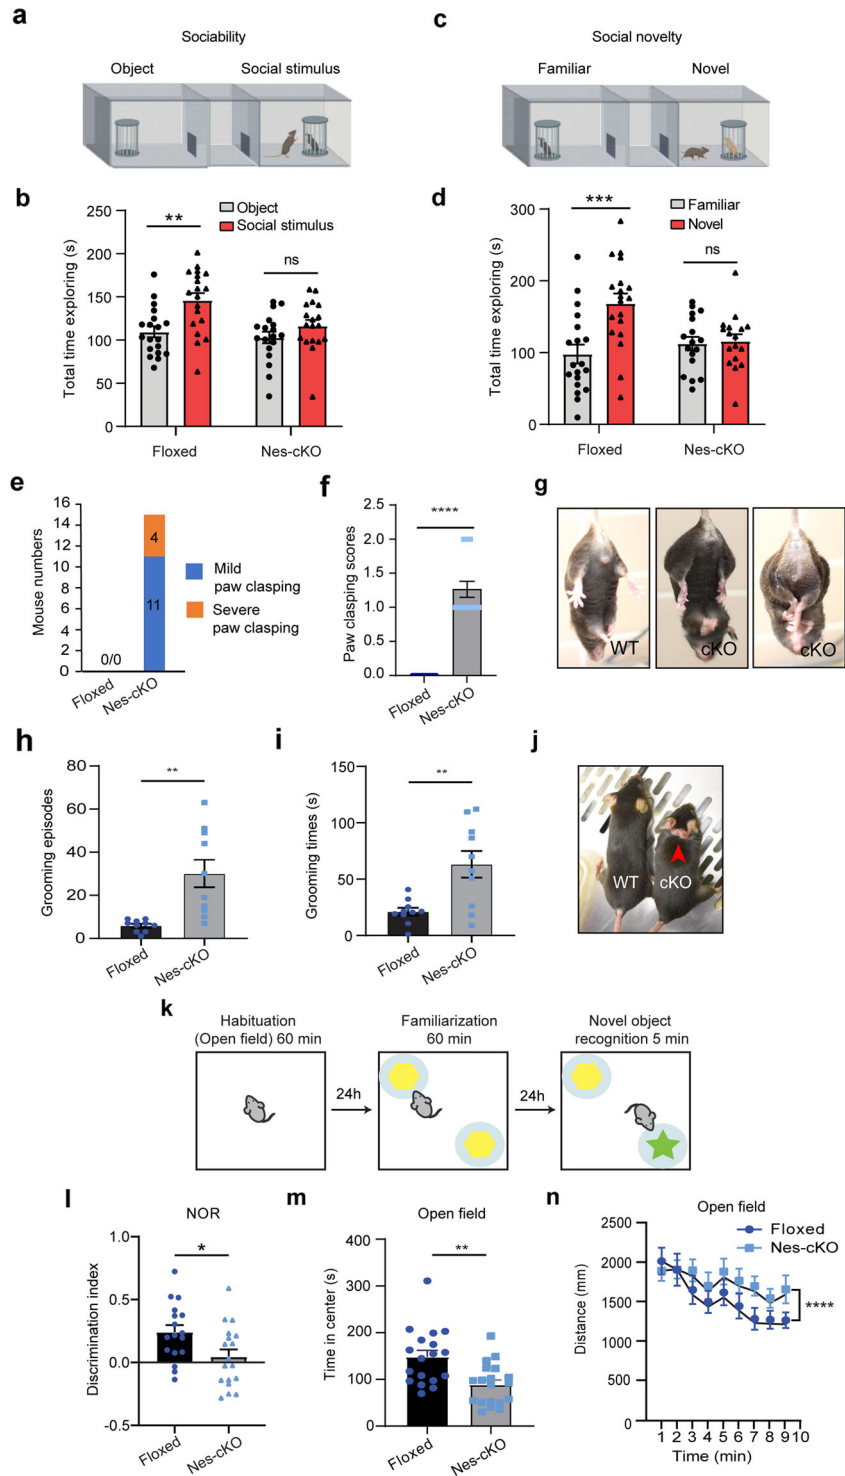 a
Sociability
Object
Social stimulus
c
Social novelty
Familiar
Novel
b
Total time exploring (s)
250
200
150
100
50
0
**
ns
Object
Social stimulus
Floxed
Nes-cKO
d
Total time exploring (s)
300
200
100
0
***
ns
Familiar
Novel
Floxed
Nes-cKO
e
Mouse numbers
16
14
12
10
8
6
4
2
0
0/0
4
11
Floxed
Nes-cKO
Mild
paw clasping
Severe
paw clasping
f
Paw clasping scores
2.5
2.0
1.5
1.0
0.5
0.0
****
Floxed
Nes-cKO
g
WT
cKO
cKO
h
Grooming episodes
80
60
40
20
0
**
Floxed
Nes-cKO
i
Grooming times (s)
150
100
50
0
**
Floxed
Nes-cKO
j
WT
cKO
k
Habituation
(Open field) 60 min
24h
Familiarization
60 min
24h
Novel object
recognition 5 min
l
NOR
Discrimination index
1.0
0.5
0.0
-0.5
*
Floxed
Nes-cKO
m
Open field
Time in center (s)
400
300
200
100
0
**
Floxed
Nes-cKO
n
Open field
Floxed
Nes-cKO
Distance (mm)
2500
2000
1500
1000
500
0
****
1 2 3 4 5 6 7 8 9 10
Time (min)